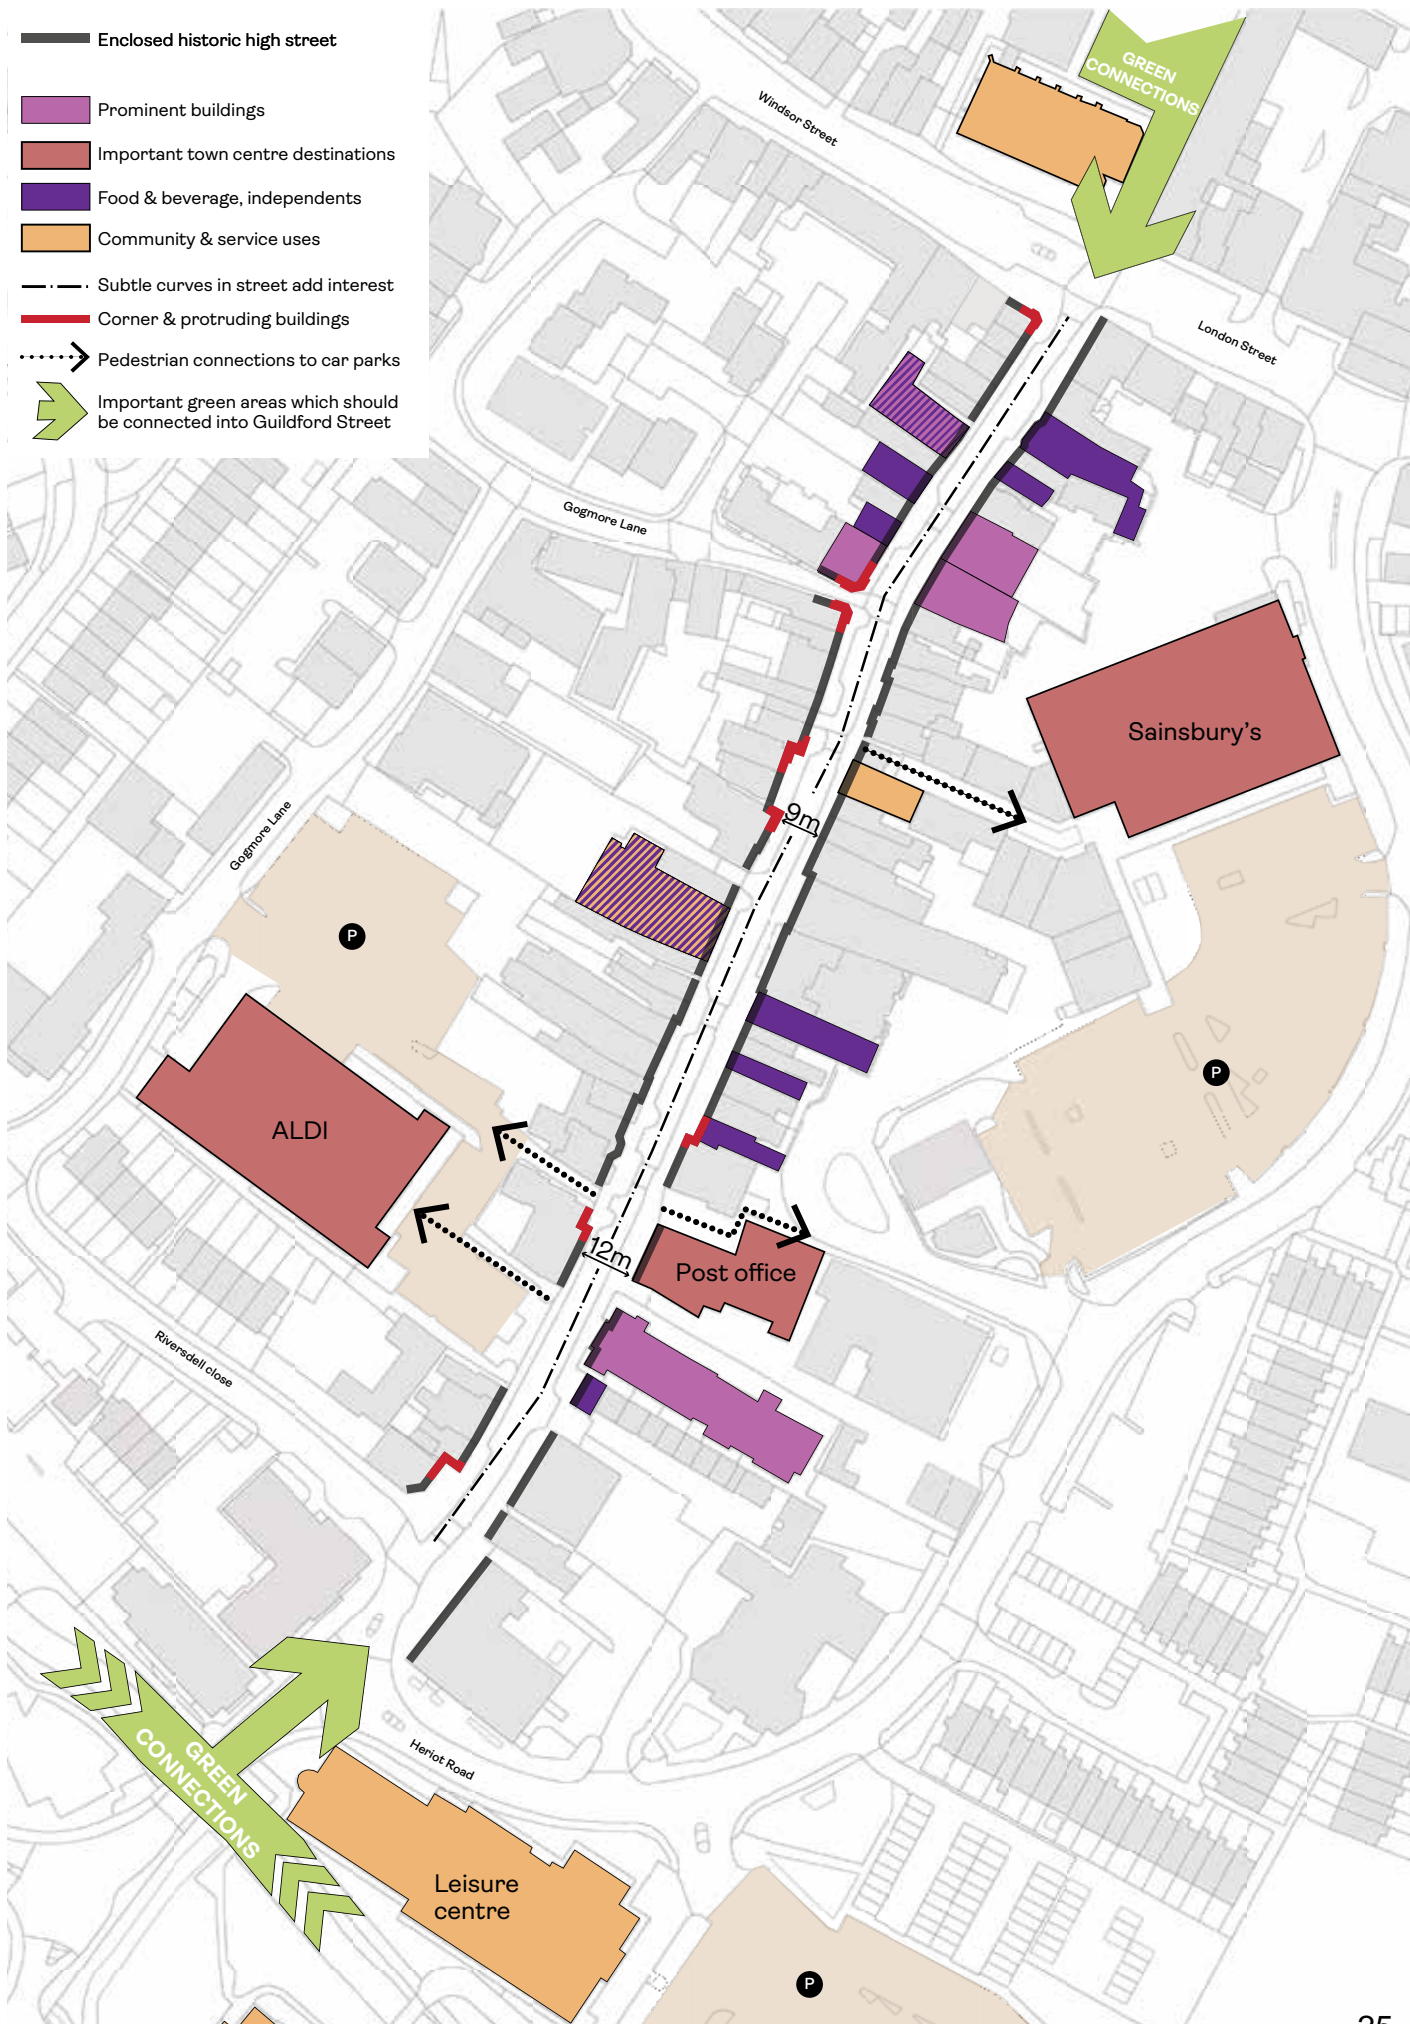 Enclosed historic high street
Prominent buildings
Important town centre destinations
Food & beverage, independents
Community & service uses
Subtle curves in street add interest
Corner & protruding buildings
Pedestrian connections to car parks
Important green areas which should
be connected into Guildford Street
GREEN
CONNECTIONS
Windsor Street
London Street
Gogmore Lane
Sainsbury's
Gogmore Lane
9m
P
P
ALDI
12m
Post office
Riversdell close
Heriot Road
GREEN
CONNECTIONS
Leisure
centre
P